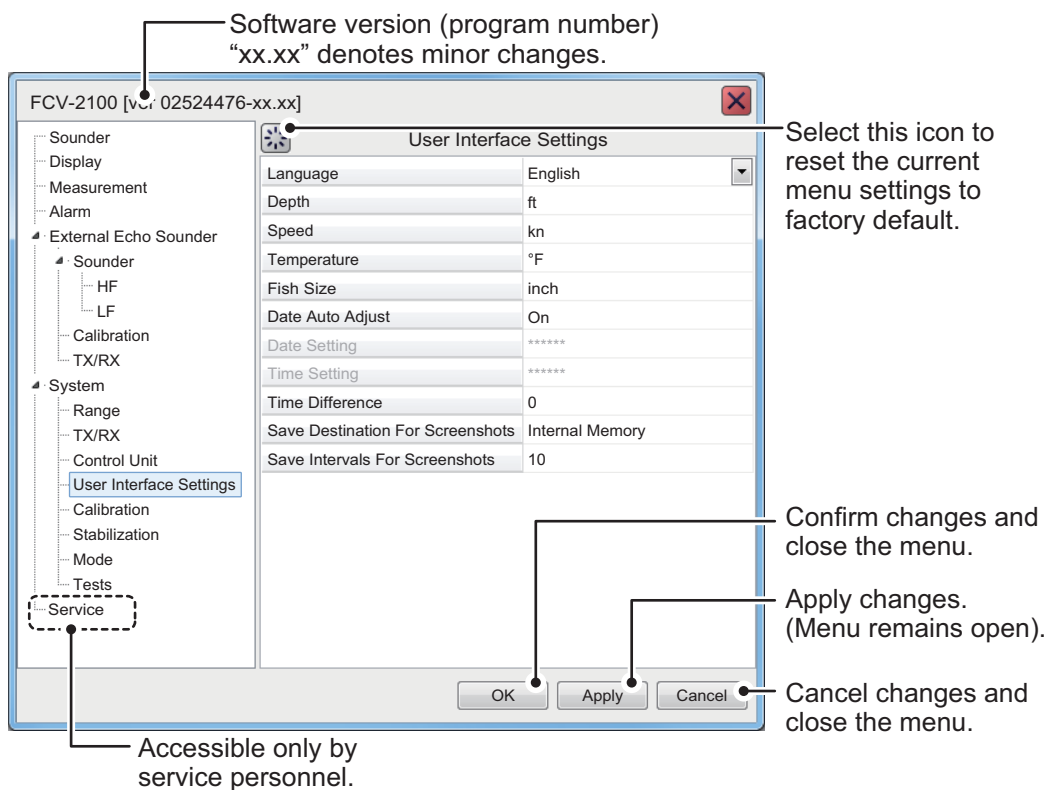 Software version (program number)
“xx.xx” denotes minor changes.
FCV-2100 [ver 02524476-xx.xx]
Sounder
Display
Measurement
Alarm
External Echo Sounder
Sounder
HF
LF
Calibration
TX/RX
System
Range
TX/RX
Control Unit
User Interface Settings
Calibration
Stabilization
Mode
Tests
Service
User Interface Settings
Language English
Depth ft
Speed kn
Temperature °F
Fish Size inch
Date Auto Adjust On
Date Setting ******
Time Setting ******
Time Difference 0
Save Destination For Screenshots Internal Memory
Save Intervals For Screenshots 10
OK Apply Cancel
Select this icon to
reset the current
menu settings to
factory default.
Confirm changes and
close the menu.
Apply changes.
(Menu remains open).
Cancel changes and
close the menu.
Accessible only by
service personnel.